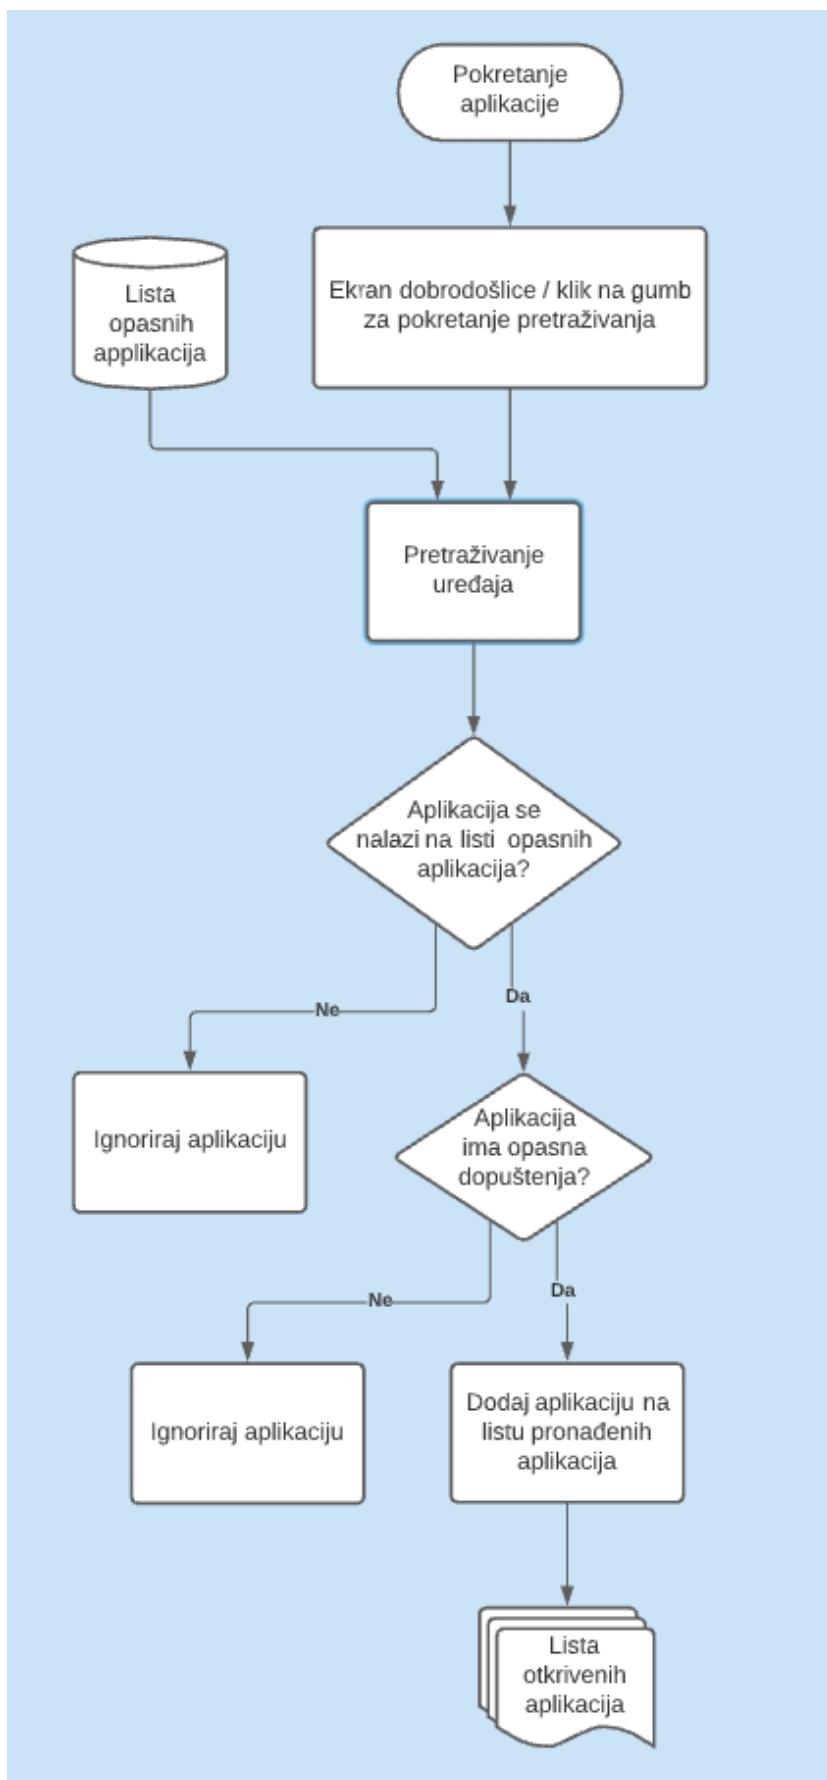 Pokretanje
aplikacije
Ekran dobrodošlice / klik na gumb
za pokretanje pretraživanja
Lista
opasnih
applikacija
Pretraživanje
uređaja
Aplikacija se
nalazi na listi opasnih
aplikacija?
Ne
Da
Ignoriraj aplikaciju
Aplikacija
ima opasna
dopuštenja?
Ne
Da
Ignoriraj aplikaciju
Dodaj aplikaciju na
listu pronađenih
aplikacija
Lista
otkrivenih
aplikacija